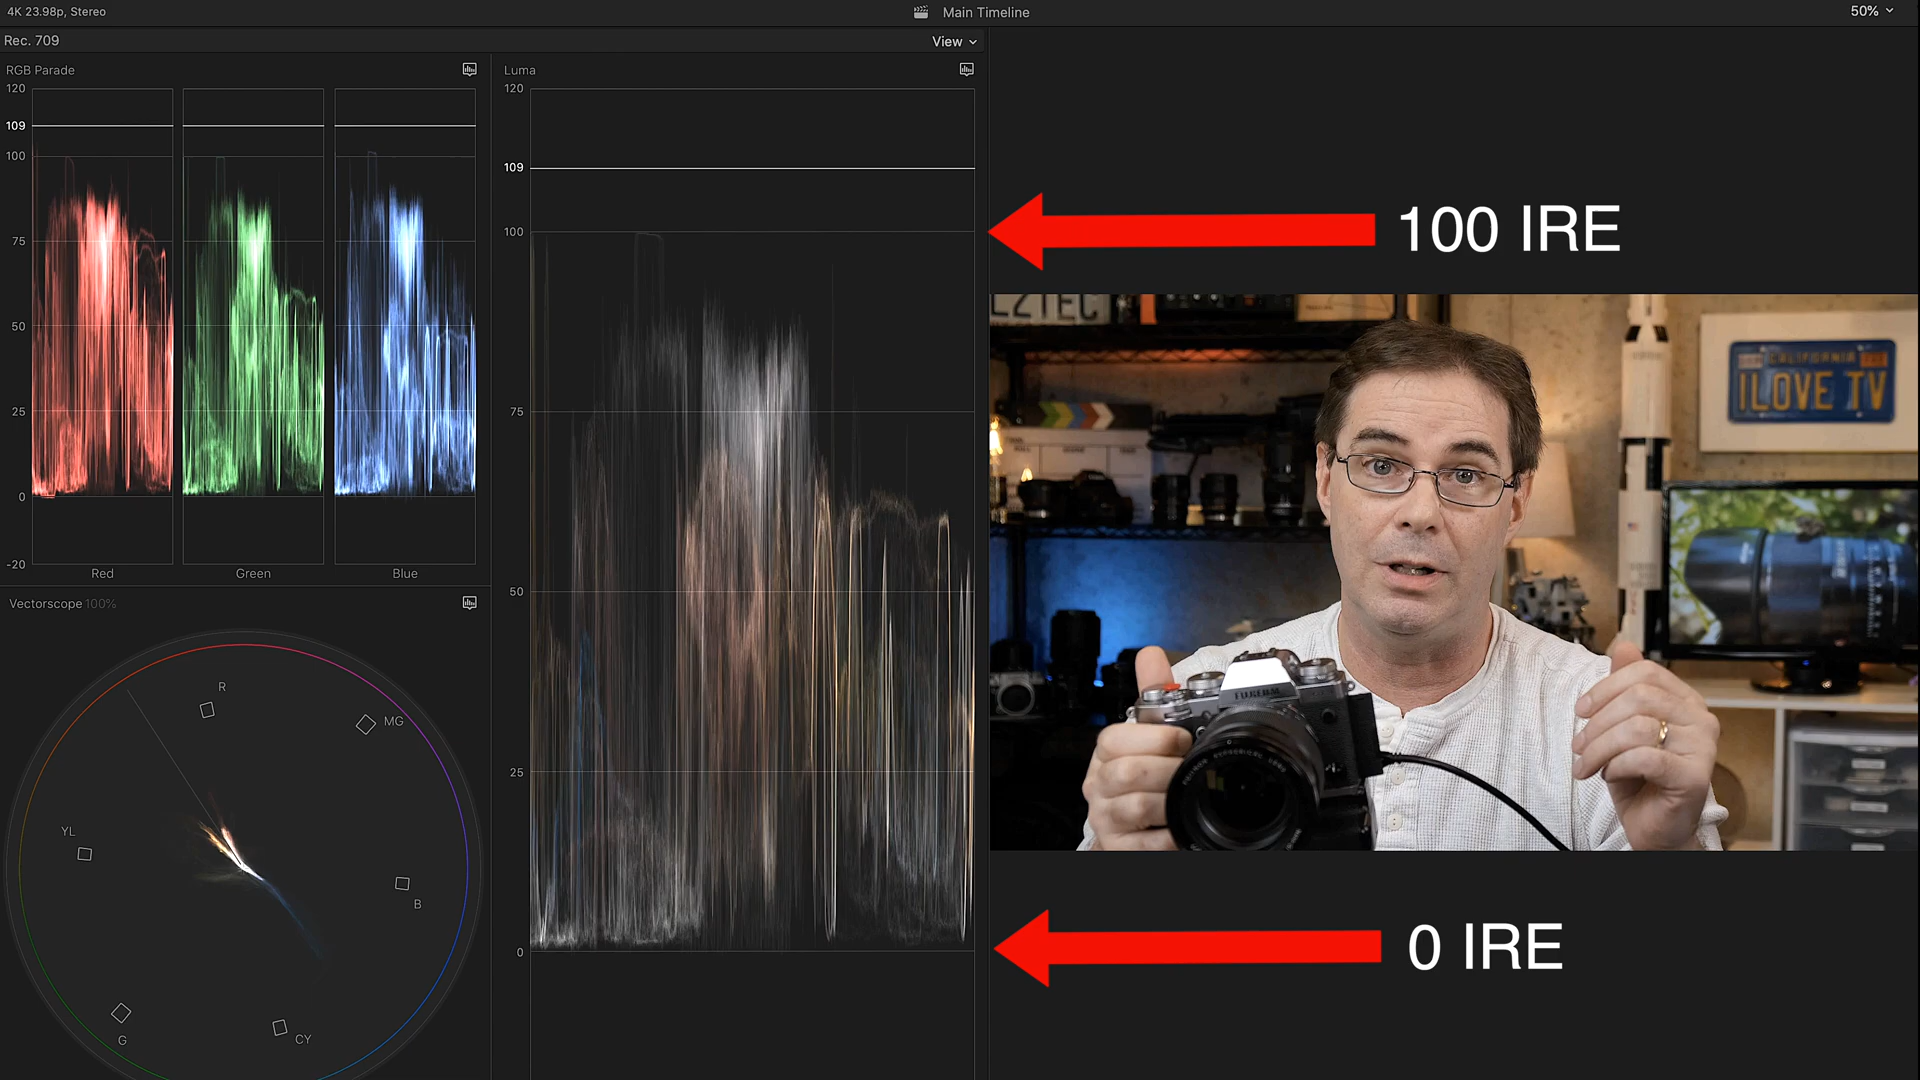 4K 23.98p, Stereo
Main Timeline
50%
Rec. 709
View
RGB Parade
120
109
100
75
50
25
0
-20
Red
Green
Blue
Luma
120
109
100
75
50
25
0
100 IRE
0 IRE
Vectorscope 100%
R
MG
YL
B
G
CY
CALIFORNIA
ILOVE TV
FUJIFILM